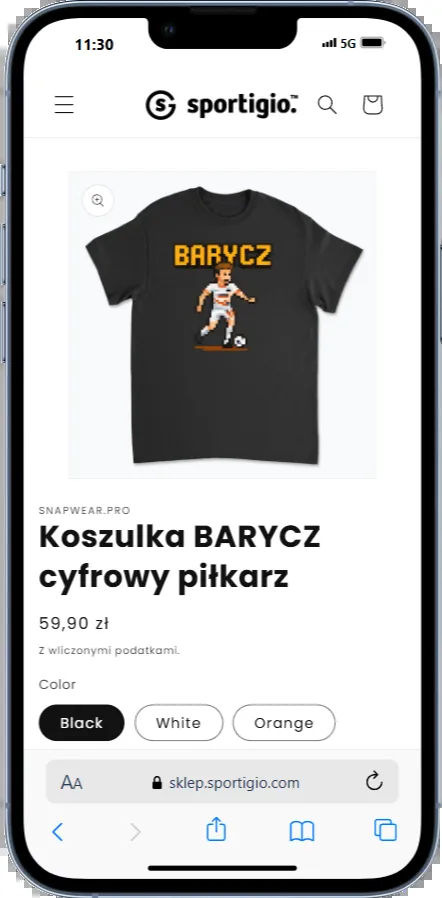 11:30
5G
S sportigio.™
BARYCZ
SNAPWEAR.PRO
Koszulka BARYCZ
cyfrowy piłkarz
59,90 zł
Z wliczonymi podatkami.
Color
Black White Orange
AA sklep.sportigio.com